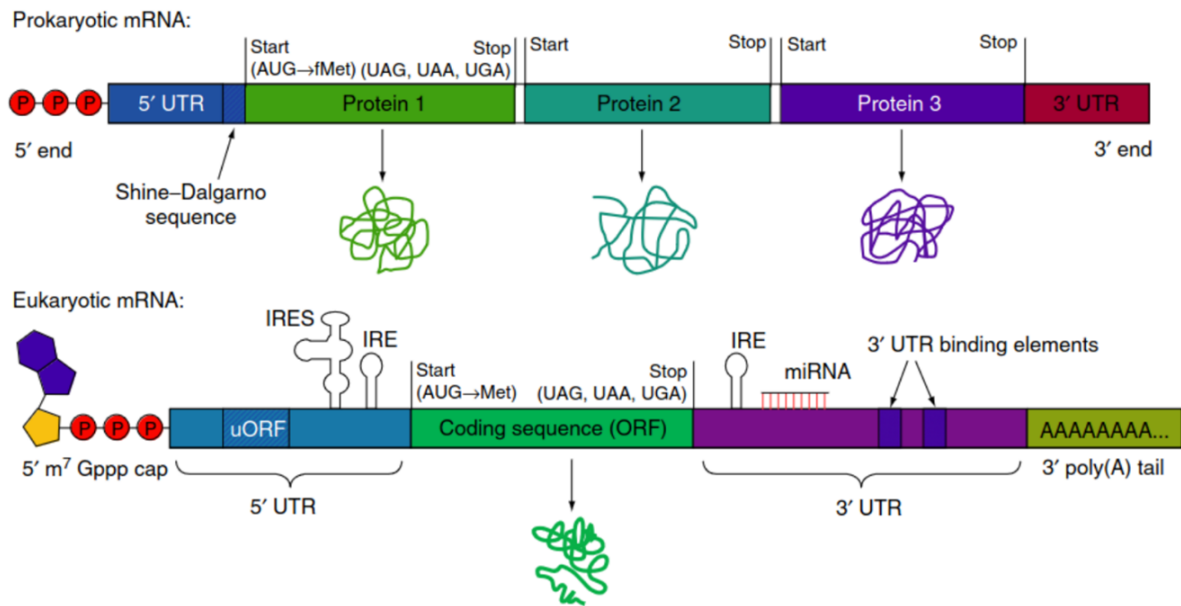 Prokaryotic mRNA:
Start
(AUG→fMet)
Stop
(UAG, UAA, UGA)
Start
Stop
Start
Stop
P P P
5′ UTR
Protein 1
Protein 2
Protein 3
3′ UTR
5′ end
3′ end
Shine–Dalgarno
sequence
Eukaryotic mRNA:
IRES
IRE
Start
(AUG→Met)
Stop
(UAG, UAA, UGA)
IRE
miRNA
3′ UTR binding elements
P P P
uORF
Coding sequence (ORF)
AAAAAAAA...
5′ m⁷ Gppp cap
3′ poly(A) tail
5′ UTR
3′ UTR